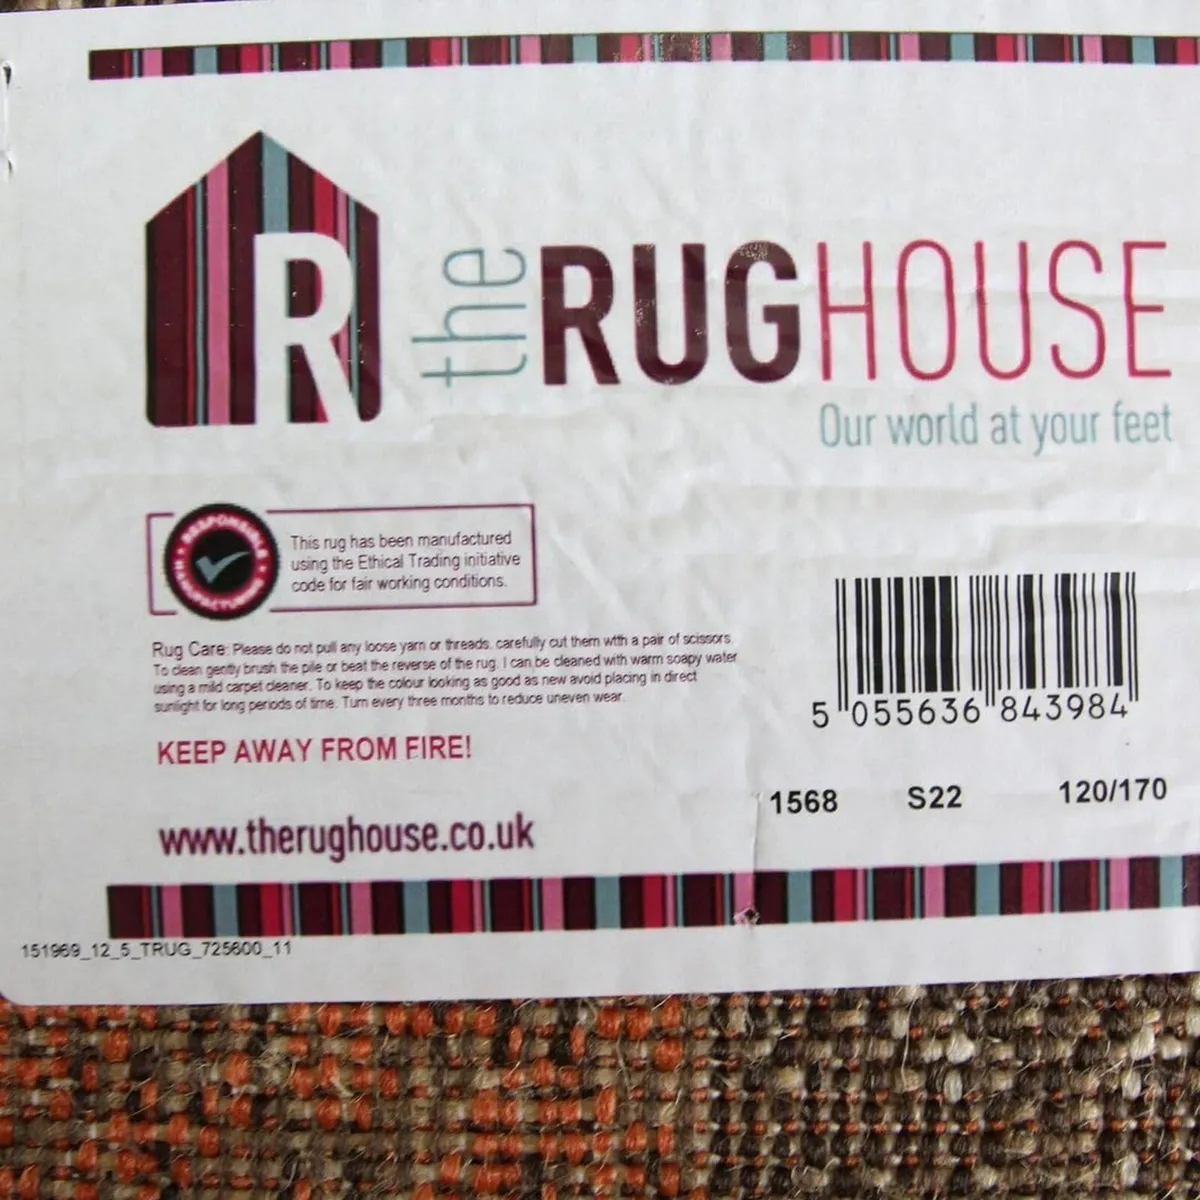 R
the RUGHOUSE
Our world at your feet
RESPONSIBLE MANUFACTURING
This rug has been manufactured
using the Ethical Trading initiative
code for fair working conditions.
Rug Care: Please do not pull any loose yarn or threads, carefully cut them with a pair of scissors.
To clean gently brush the pile or beat the reverse of the rug. I can be cleaned with warm soapy water
using a mild carpet cleaner. To keep the colour looking as good as new avoid placing in direct
sunlight for long periods of time. Turn every three months to reduce uneven wear.
KEEP AWAY FROM FIRE!
www.therughouse.co.uk
5 055636 843984
1568 S22 120/170
151969_12_5_TRUG_725600_11